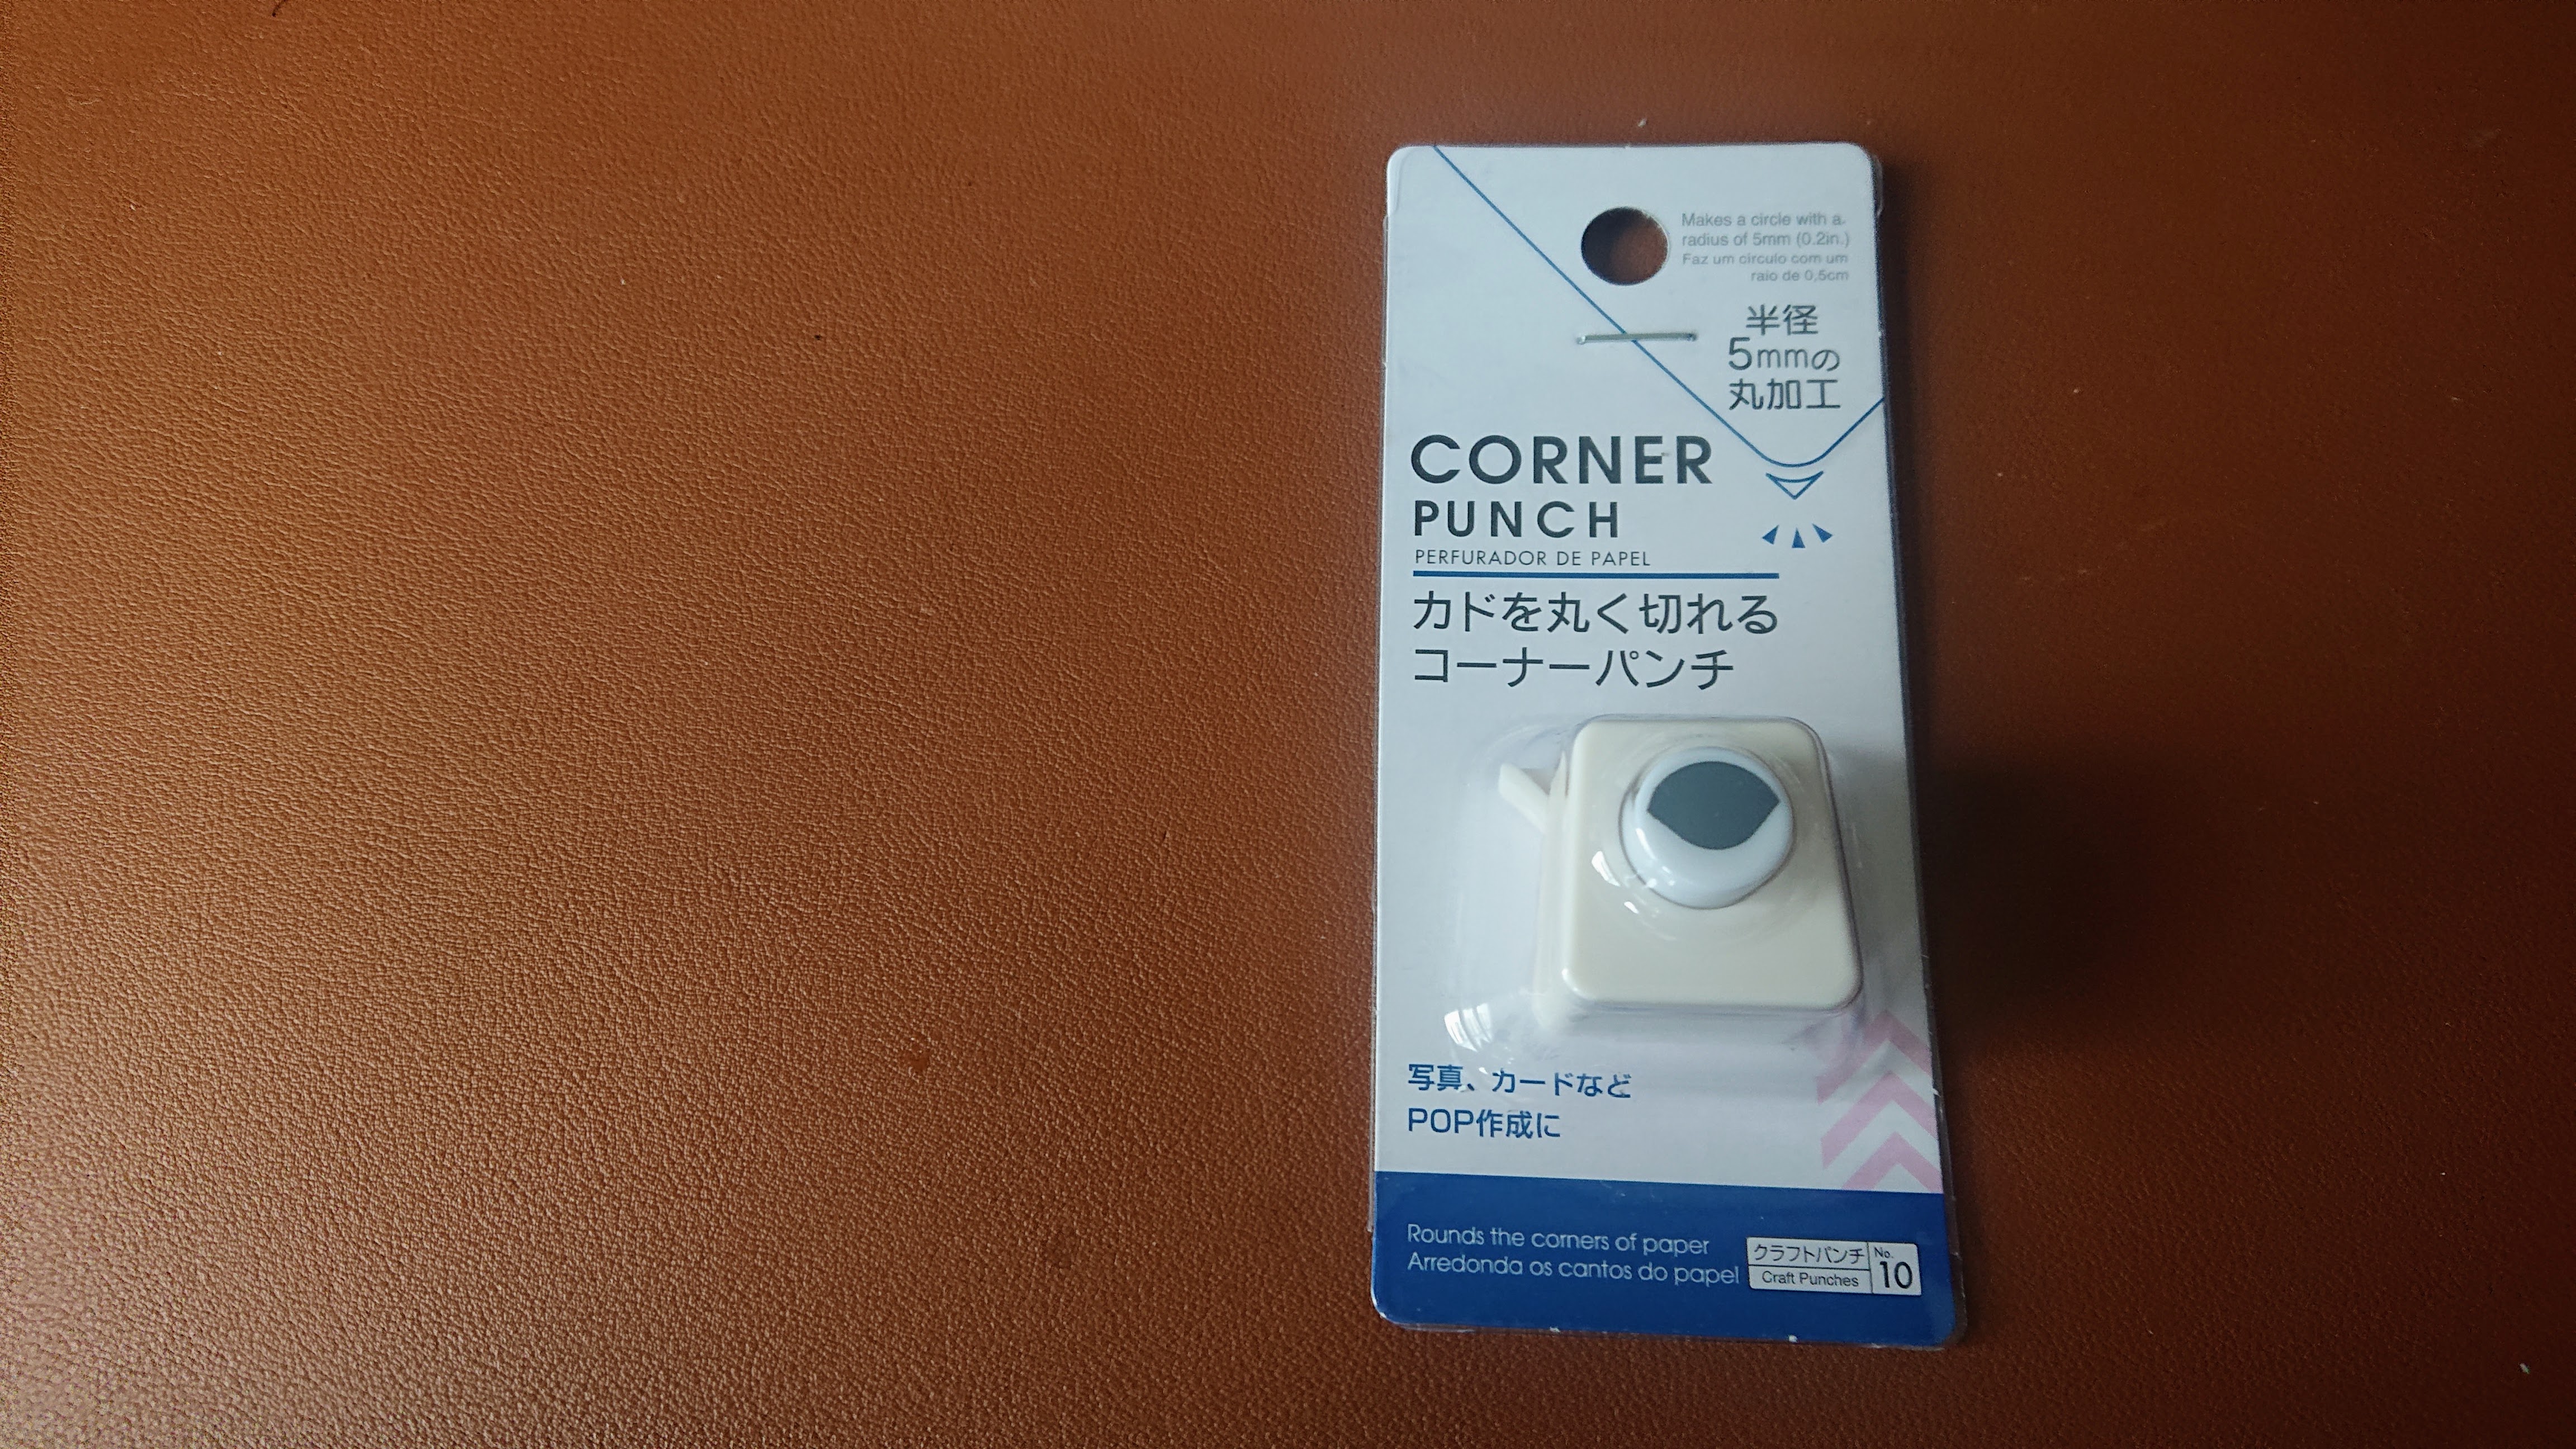 Makes a circle with a
radius of 5mm (0.2in.)
Faz um círculo com um
raio de 0,5cm
半径
5mmの
丸加工
CORNER
PUNCH
PERFURADOR DE PAPEL
カドを丸く切れる
コーナーパンチ
写真、カードなど
POP作成に
Rounds the corners of paper
Arredonda os cantos do papel
クラフトパンチ
Craft Punches
No.
10